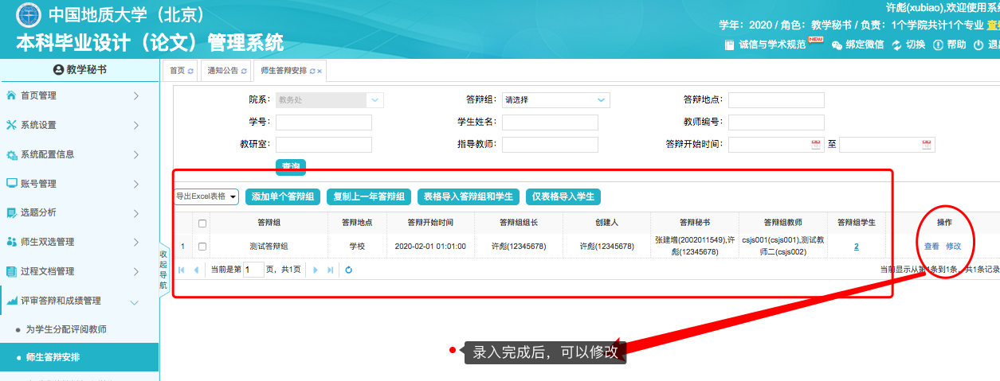 中国地质大学（北京）
许彪(xubiao),欢迎使用系统
本科毕业设计（论文）管理系统
学年：2020 / 角色：教学秘书 / 负责：1个学院共计1个专业
诚信与学术规范 NEW 绑定微信 切换 帮助
教学秘书
首页 通知公告 师生答辩安排
首页管理
系统设置
系统配置信息
账号管理
选题分析
师生双选管理
过程文档管理
评审答辩和成绩管理
为学生分配评阅教师
师生答辩安排
收起导航
院系： 教务处 答辩组： 请选择 答辩地点：
学号： 学生姓名： 教师编号：
教研室： 指导教师： 答辩开始时间： 至
查询
导出Excel表格 添加单个答辩组 复制上一年答辩组 表格导入答辩组和学生 仅表格导入学生
答辩组 答辩地点 答辩开始时间 答辩组组长 创建人 答辩秘书 答辩组教师 答辩组学生 操作
1 测试答辩组 学校 2020-02-01 01:01:00 许彪(12345678) 许彪(12345678) 张建增(2002011549),许彪(12345678) csjs001(csjs001),测试教师二(csjs002) 2 查看 修改
当前是第 1 页，共1页
当前显示从第1条到1条，共1条记录
录入完成后，可以修改